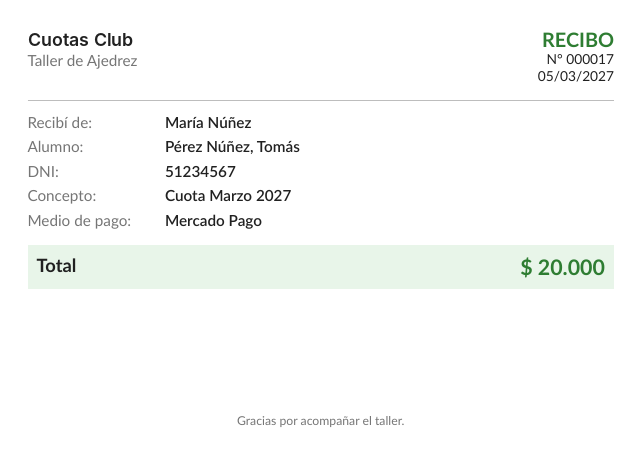 Cuotas Club
Taller de Ajedrez
RECIBO
Nº 000017
05/03/2027
Recibí de: María Núñez
Alumno: Pérez Núñez, Tomás
DNI: 51234567
Concepto: Cuota Marzo 2027
Medio de pago: Mercado Pago
Total $ 20.000
Gracias por acompañar el taller.